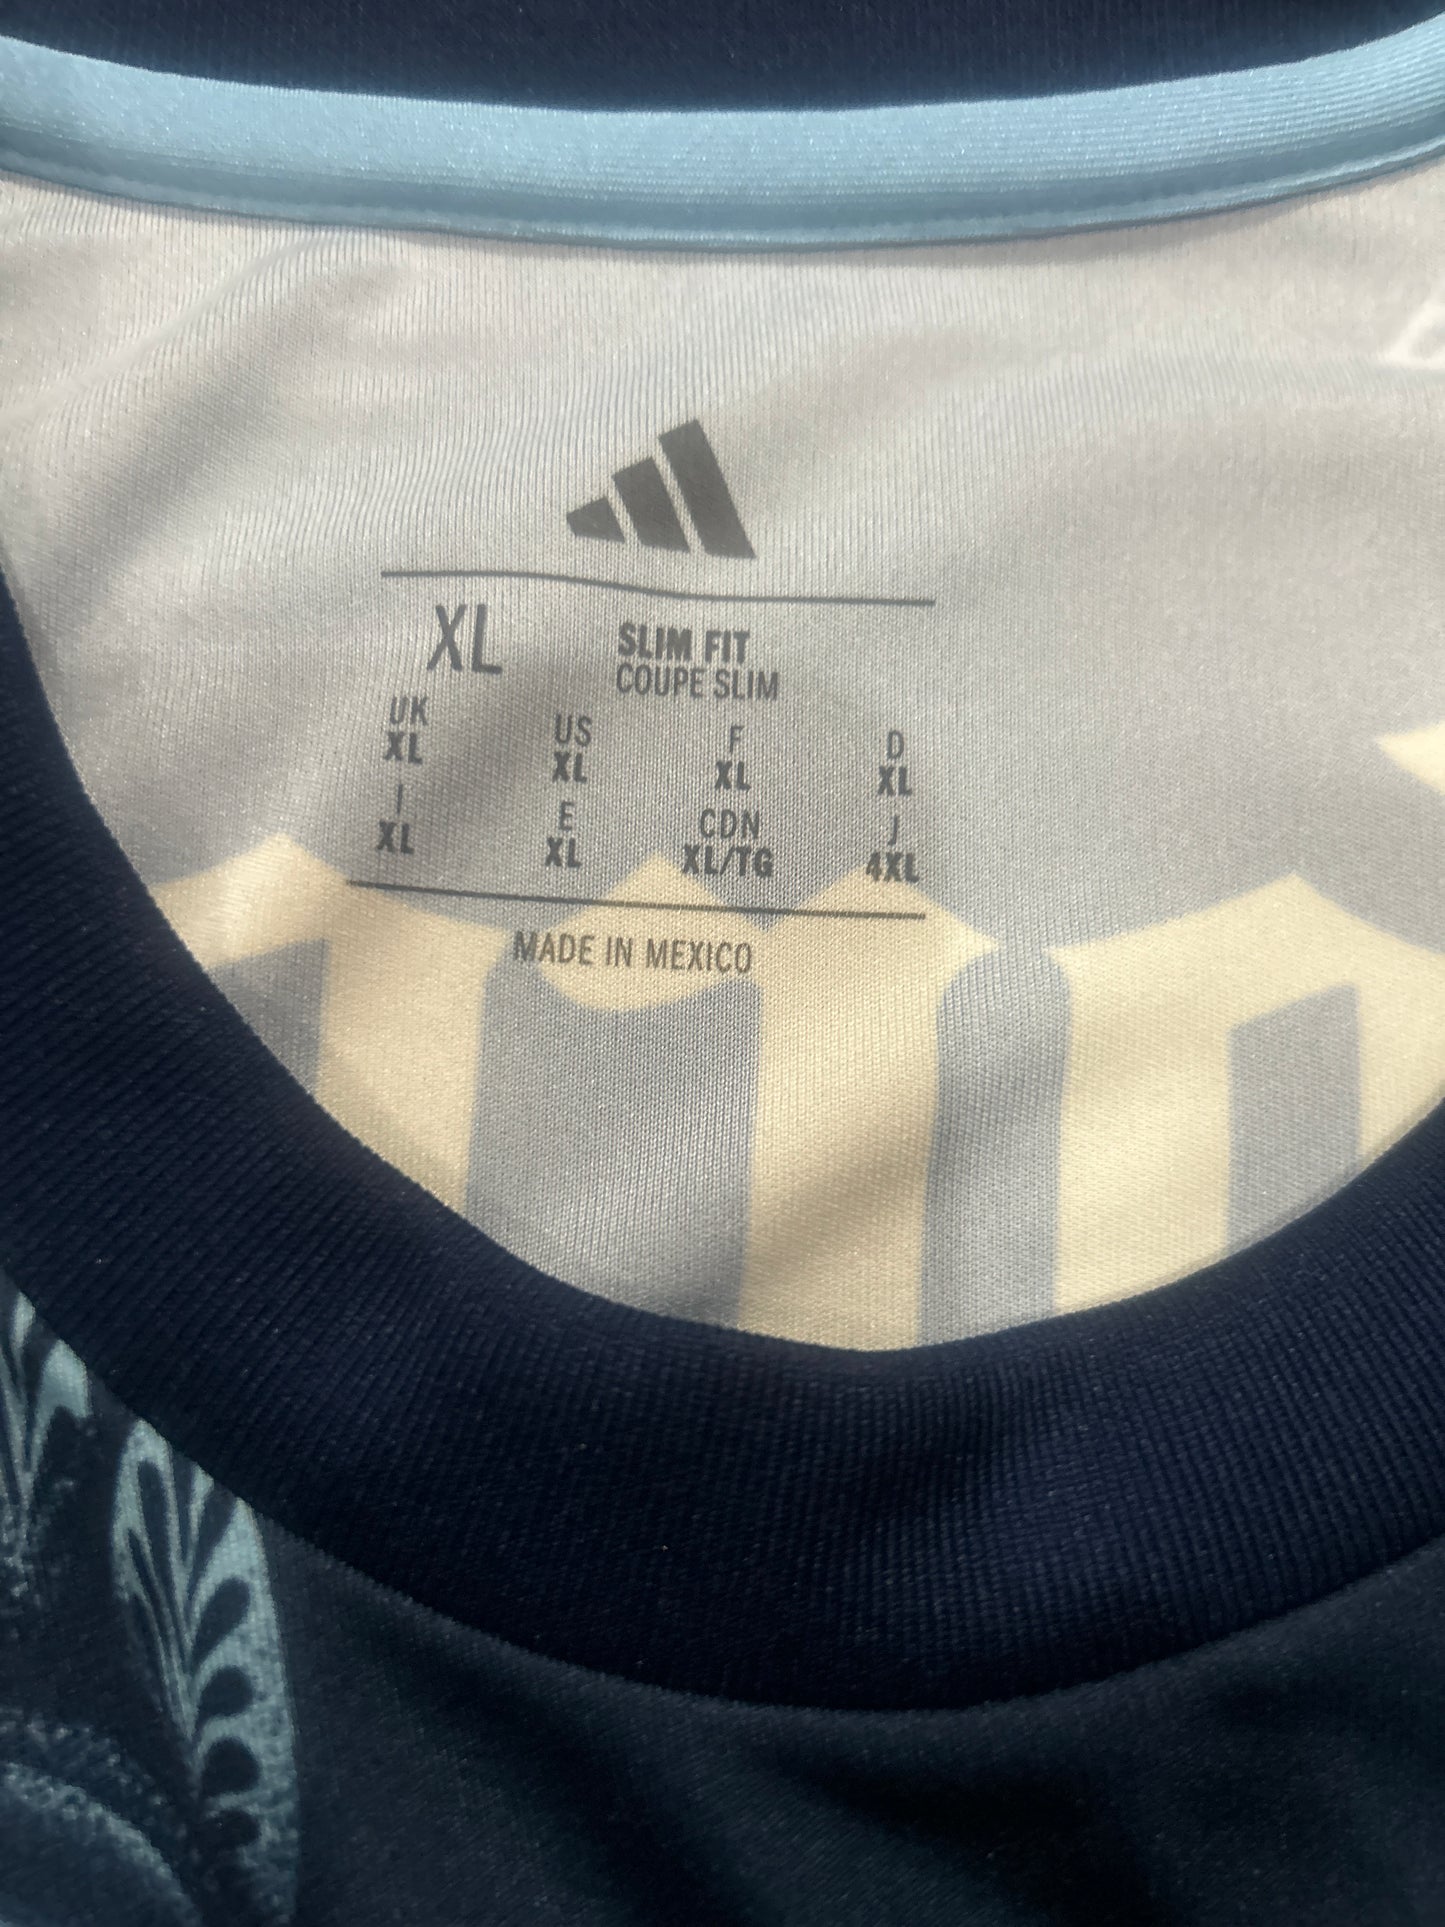 XL
SLIM FIT
COUPE SLIM
UK US F D
XL XL XL XL
I E CDN J
XL XL XL/TG 4XL
MADE IN MEXICO